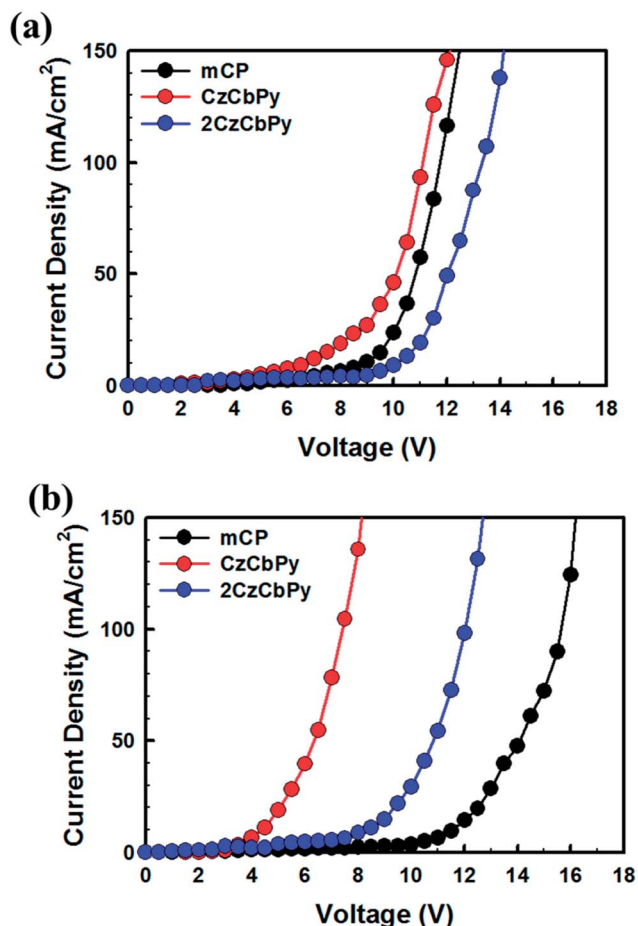 (a)
150
100
50
0
mCP
CzCbPy
2CzCbPy
Current Density (mA/cm²)
0 2 4 6 8 10 12 14 16 18
Voltage (V)
(b)
150
100
50
0
mCP
CzCbPy
2CzCbPy
Current Density (mA/cm²)
0 2 4 6 8 10 12 14 16 18
Voltage (V)